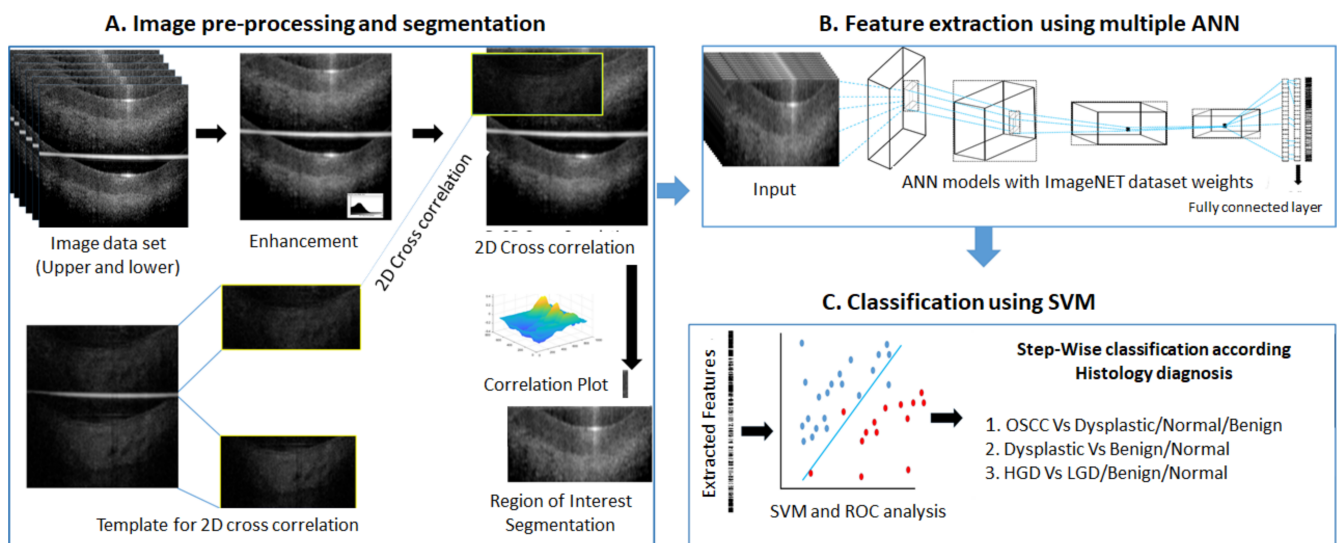 A. Image pre-processing and segmentation
Image data set
(Upper and lower)
Enhancement
2D Cross correlation
2D Cross correlation
Correlation Plot
Region of Interest
Segmentation
Template for 2D cross correlation
B. Feature extraction using multiple ANN
Input
ANN models with ImageNET dataset weights
Fully connected layer
C. Classification using SVM
Extracted Features
SVM and ROC analysis
Step-Wise classification according
Histology diagnosis
1. OSCC Vs Dysplastic/Normal/Benign
2. Dysplastic Vs Benign/Normal
3. HGD Vs LGD/Benign/Normal